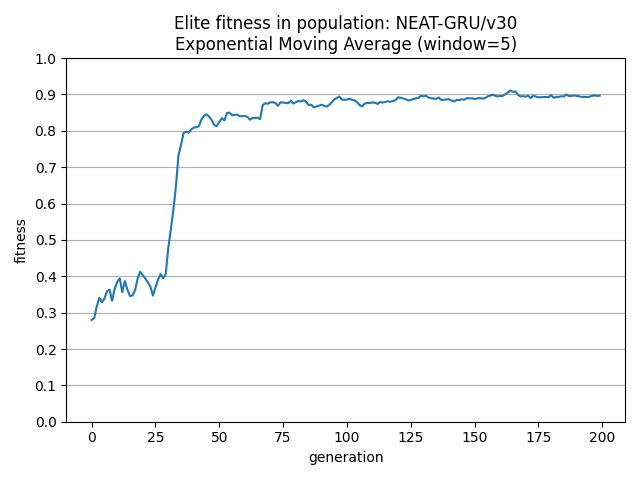 Elite fitness in population: NEAT-GRU/v30
Exponential Moving Average (window=5)
1.0
0.9
0.8
0.7
0.6
0.5
0.4
0.3
0.2
0.1
0.0
fitness
0 25 50 75 100 125 150 175 200
generation